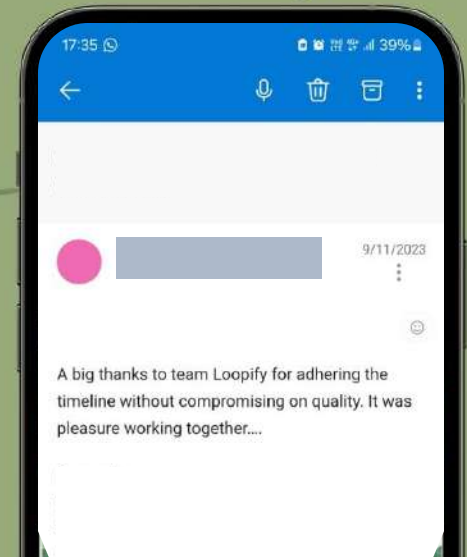 17:35
39%
9/11/2023
A big thanks to team Loopify for adhering the
timeline without compromising on quality. It was
pleasure working together....